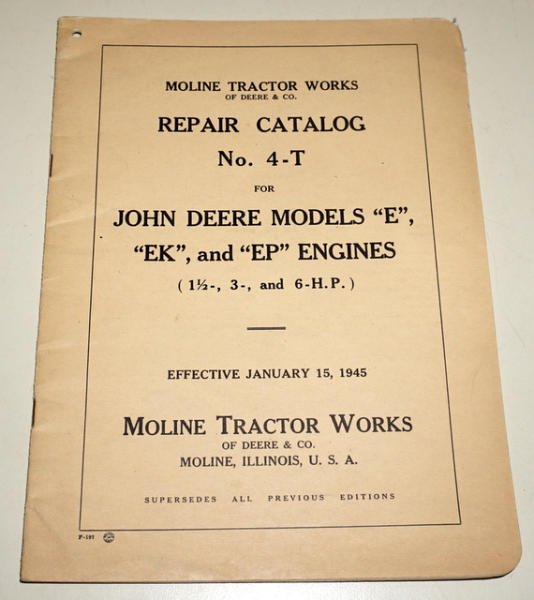 MOLINE TRACTOR WORKS
OF DEERE & CO.
REPAIR CATALOG
No. 4-T
FOR
JOHN DEERE MODELS “E”,
“EK”, and “EP” ENGINES
( 1½-, 3-, and 6-H.P. )
EFFECTIVE JANUARY 15, 1945
MOLINE TRACTOR WORKS
OF DEERE & CO.
MOLINE, ILLINOIS, U. S. A.
SUPERSEDES ALL PREVIOUS EDITIONS